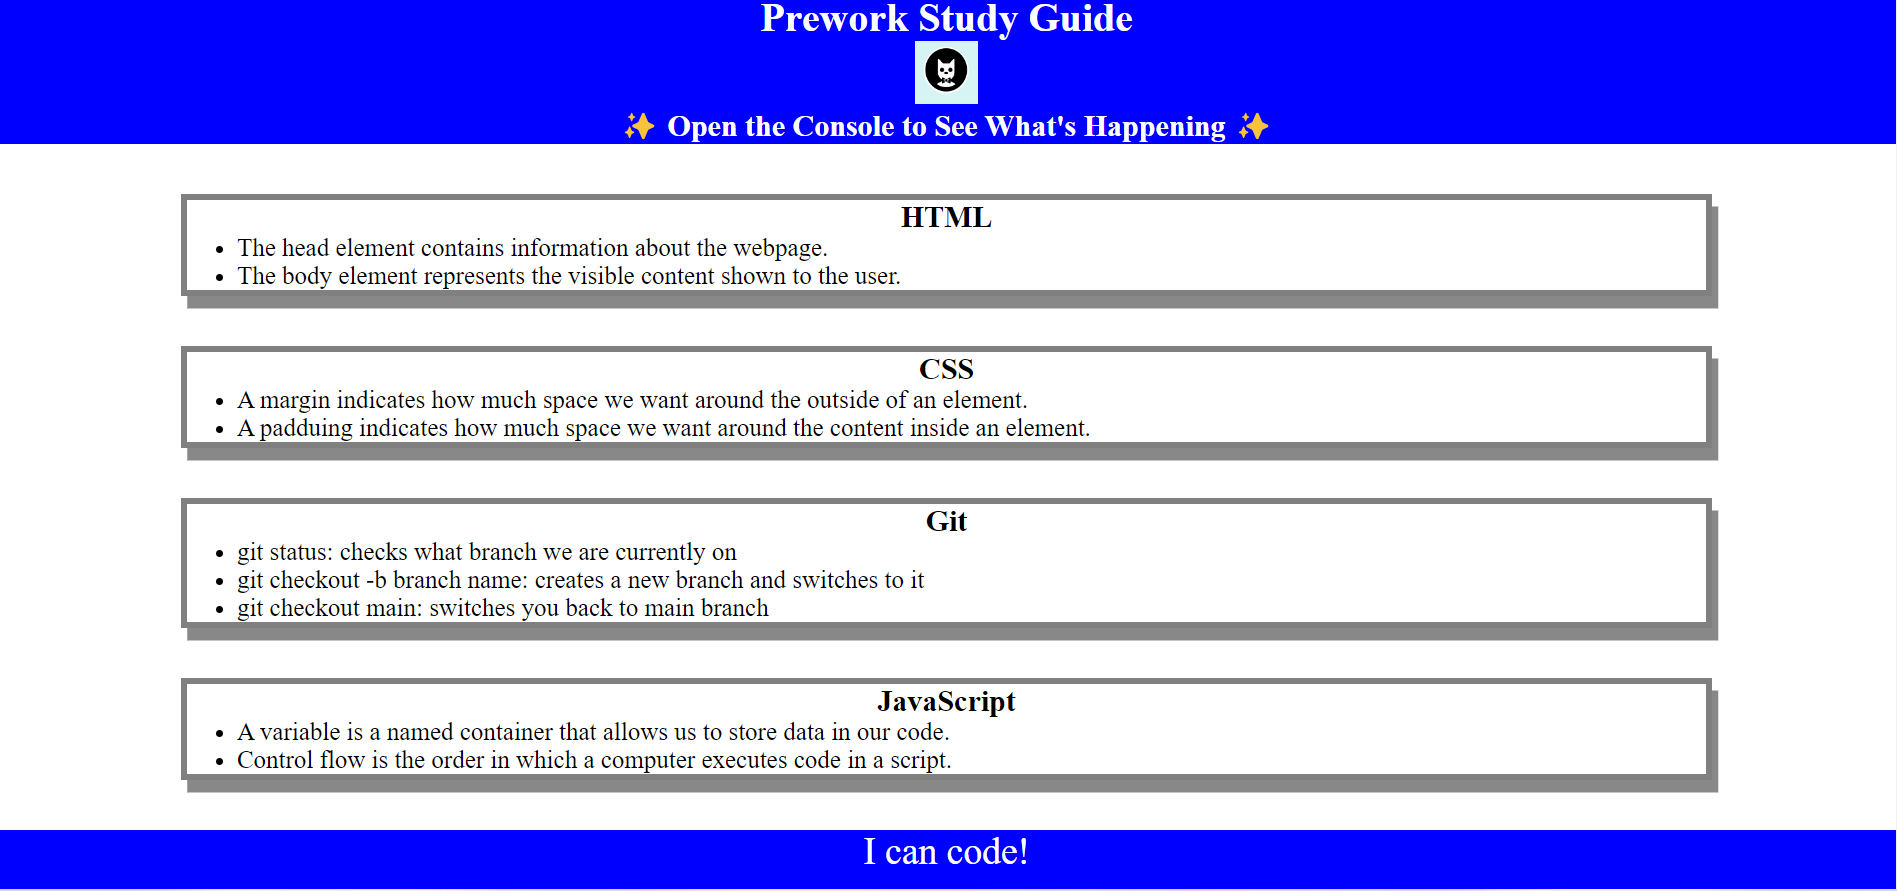 Prework Study Guide
✨ Open the Console to See What's Happening ✨
HTML
• The head element contains information about the webpage.
• The body element represents the visible content shown to the user.
CSS
• A margin indicates how much space we want around the outside of an element.
• A padduing indicates how much space we want around the content inside an element.
Git
• git status: checks what branch we are currently on
• git checkout -b branch name: creates a new branch and switches to it
• git checkout main: switches you back to main branch
JavaScript
• A variable is a named container that allows us to store data in our code.
• Control flow is the order in which a computer executes code in a script.
I can code!